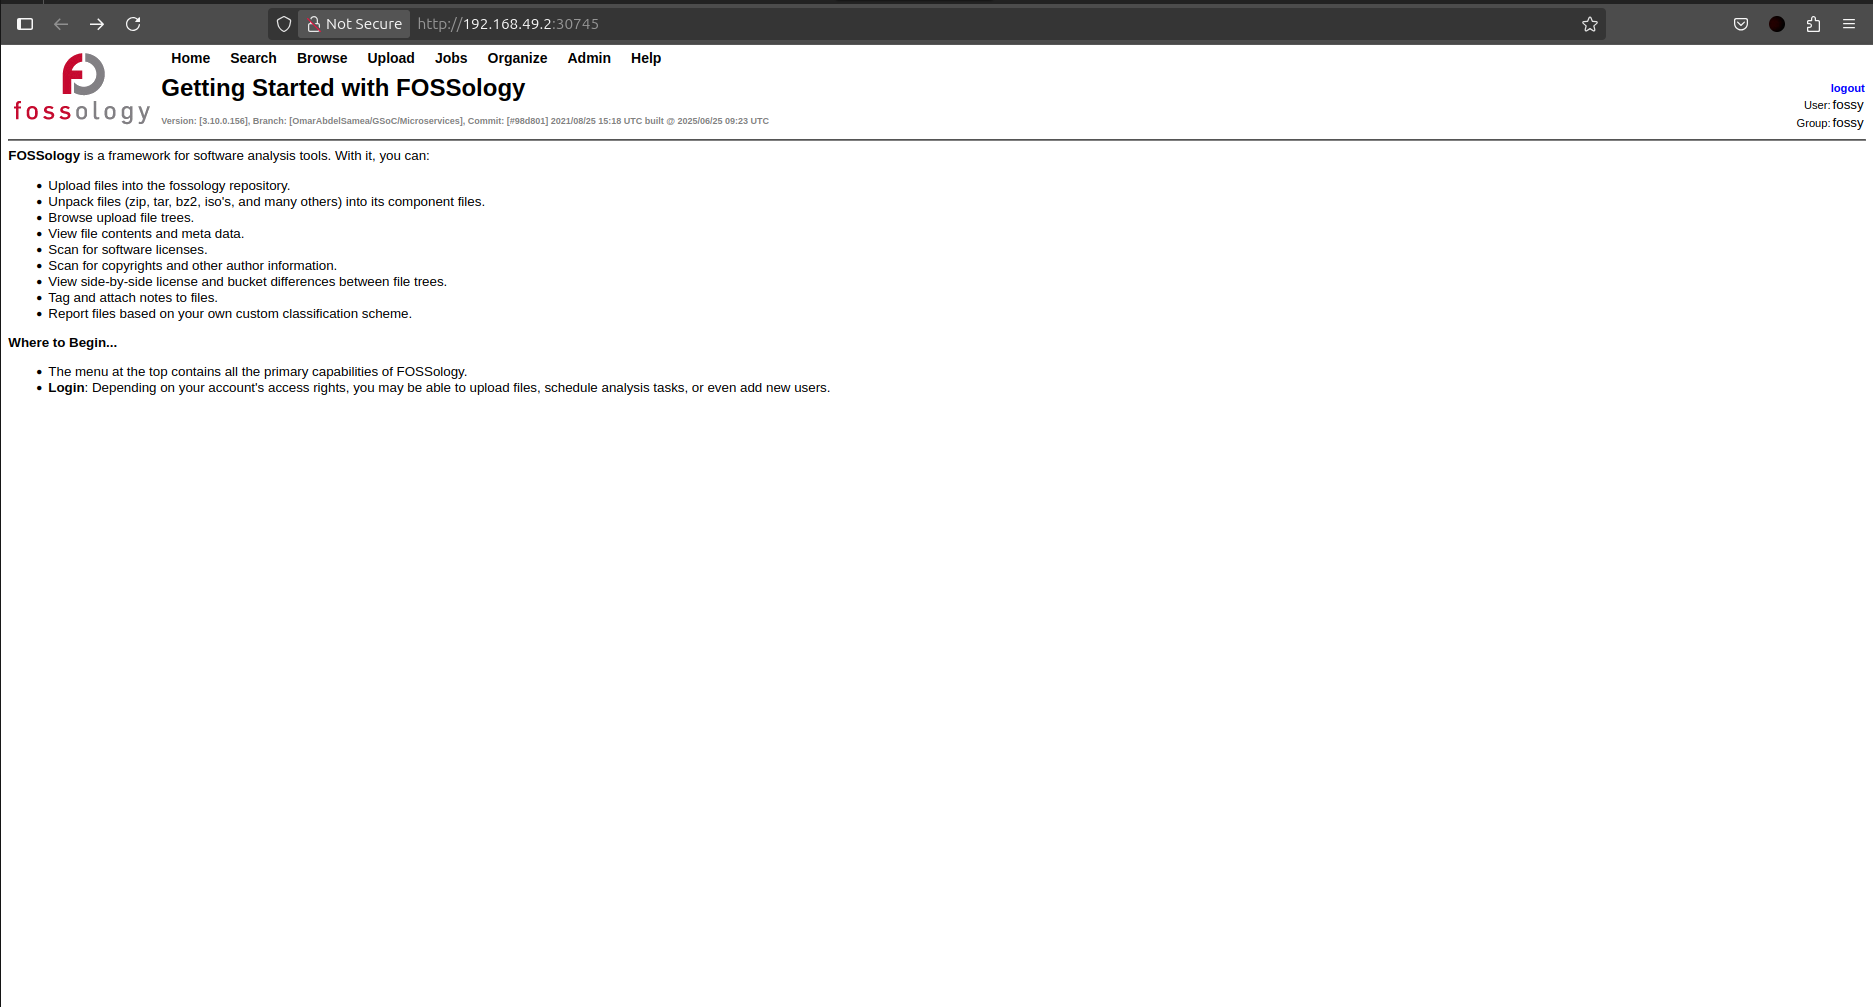 Not Secure http://192.168.49.2:30745
Home Search Browse Upload Jobs Organize Admin Help
Getting Started with FOSSology
fossology
Version: [3.10.0.156], Branch: [OmarAbdelSamea/GSoC/Microservices], Commit: [#98d801] 2021/08/25 15:18 UTC built @ 2025/06/25 09:23 UTC
logout
User: fossy
Group: fossy
FOSSology is a framework for software analysis tools. With it, you can:
Upload files into the fossology repository.
Unpack files (zip, tar, bz2, iso's, and many others) into its component files.
Browse upload file trees.
View file contents and meta data.
Scan for software licenses.
Scan for copyrights and other author information.
View side-by-side license and bucket differences between file trees.
Tag and attach notes to files.
Report files based on your own custom classification scheme.
Where to Begin...
The menu at the top contains all the primary capabilities of FOSSology.
Login: Depending on your account's access rights, you may be able to upload files, schedule analysis tasks, or even add new users.